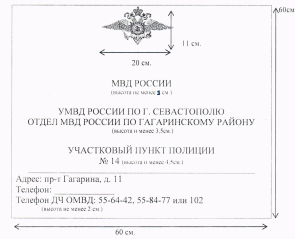 60см.
11 см.
20 см.
МВД РОССИИ
(высота не менее 3 см )
УМВД РОССИИ ПО Г. СЕВАСТОПОЛЮ
ОТДЕЛ МВД РОССИИ ПО ГАГАРИНСКОМУ РАЙОНУ
(высота и менее 3.5см )
УЧАСТКОВЫЙ ПУНКТ ПОЛИЦИИ
№ 14 (высота и менее 4.5см )
Адрес: пр-т Гагарина, д. 11
Телефон:
Телефон ДЧ ОМВД: 55-64-42, 55-84-77 или 102
(высота не менее 2 см )
60 см.